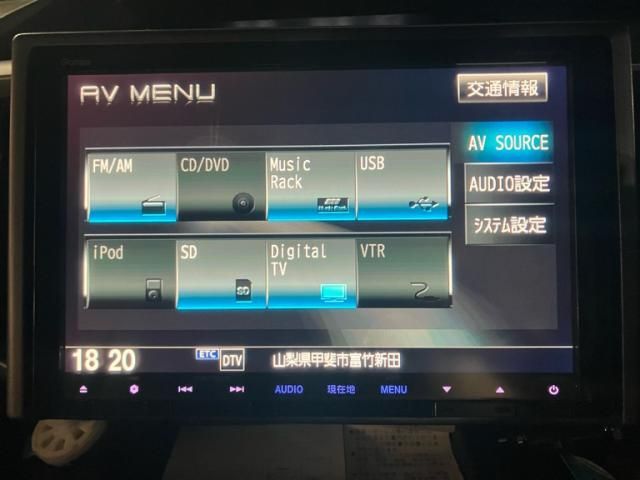 AV MENU
交通情報
FM/AM
CD/DVD
Music Rack
USB
AV SOURCE
AUDIO設定
システム設定
iPod
SD
Digital TV
VTR
18 20
ETC
DTV
山梨県甲斐市富竹新田
AUDIO
現在地
MENU